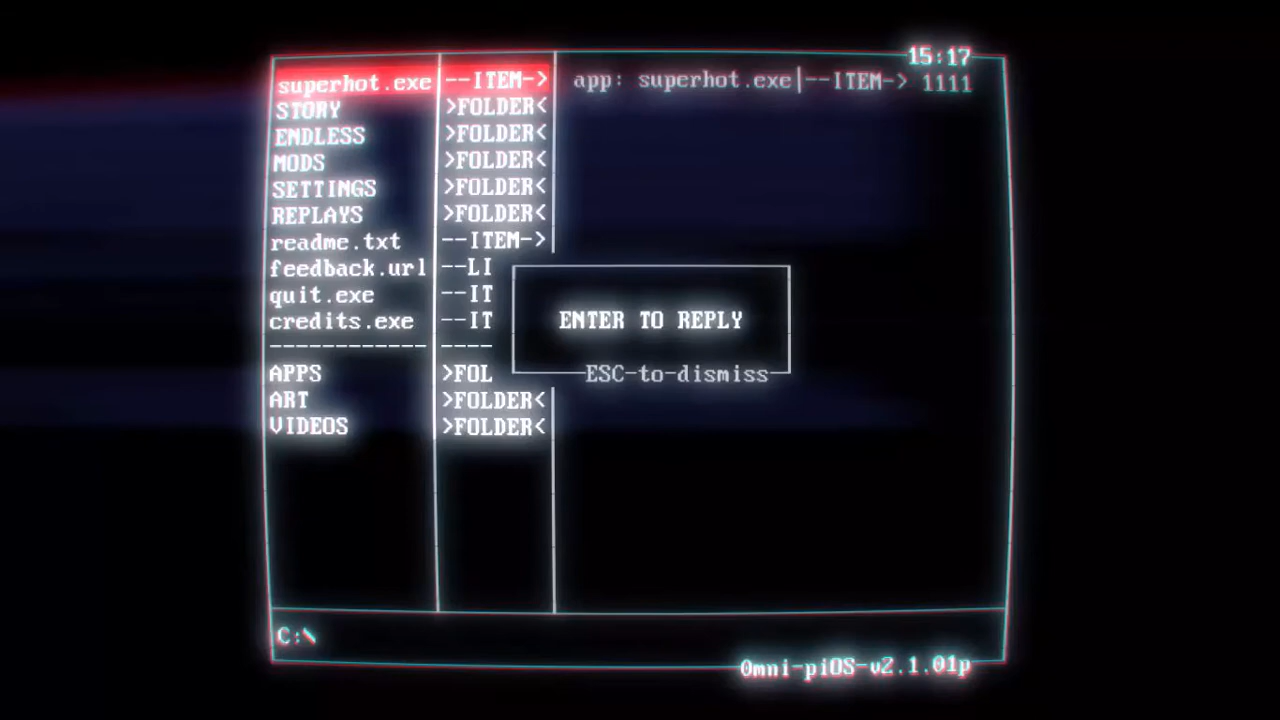 15:17
superhot.exe --ITEM-> app: superhot.exe|--ITEM-> 1111
STORY >FOLDER<
ENDLESS >FOLDER<
MODS >FOLDER<
SETTINGS >FOLDER<
REPLAYS >FOLDER<
readme.txt --ITEM->
feedback.url --LI
quit.exe --IT
credits.exe --IT
ENTER TO REPLY
------------ ----
APPS >FOL
ESC-to-dismiss
ART >FOLDER<
VIDEOS >FOLDER<
C:\
0mni-piOS-v2.1.01p